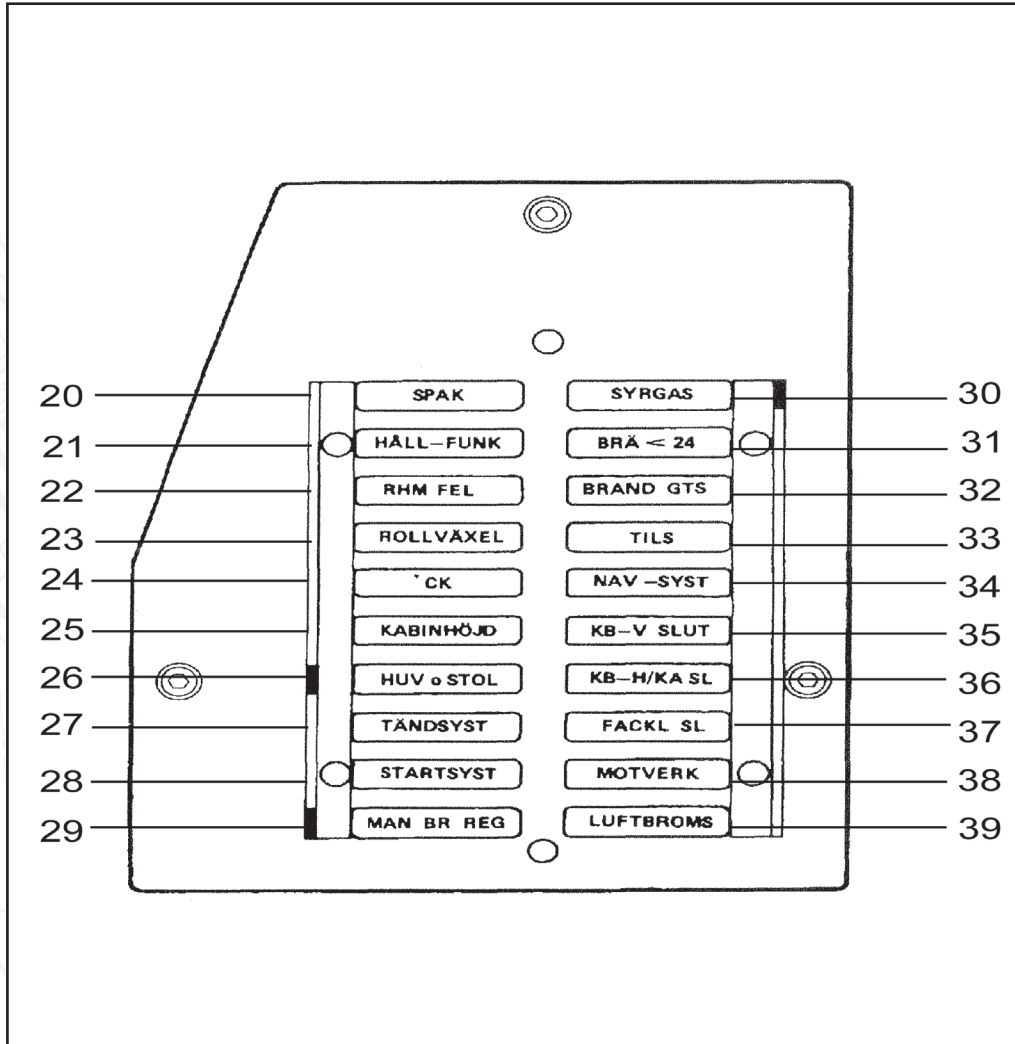 20 SPAK SYRGAS 30
21 HÅLL–FUNK BRÄ < 24 31
22 RHM FEL BRAND GTS 32
23 ROLLVÄXEL TILS 33
24 CK NAV–SYST 34
25 KABINHÖJD KB–V SLUT 35
26 HUV o STOL KB–H/KA SL 36
27 TÄNDSYST FACKL SL 37
28 STARTSYST MOTVERK 38
29 MAN BR REG LUFTBROMS 39